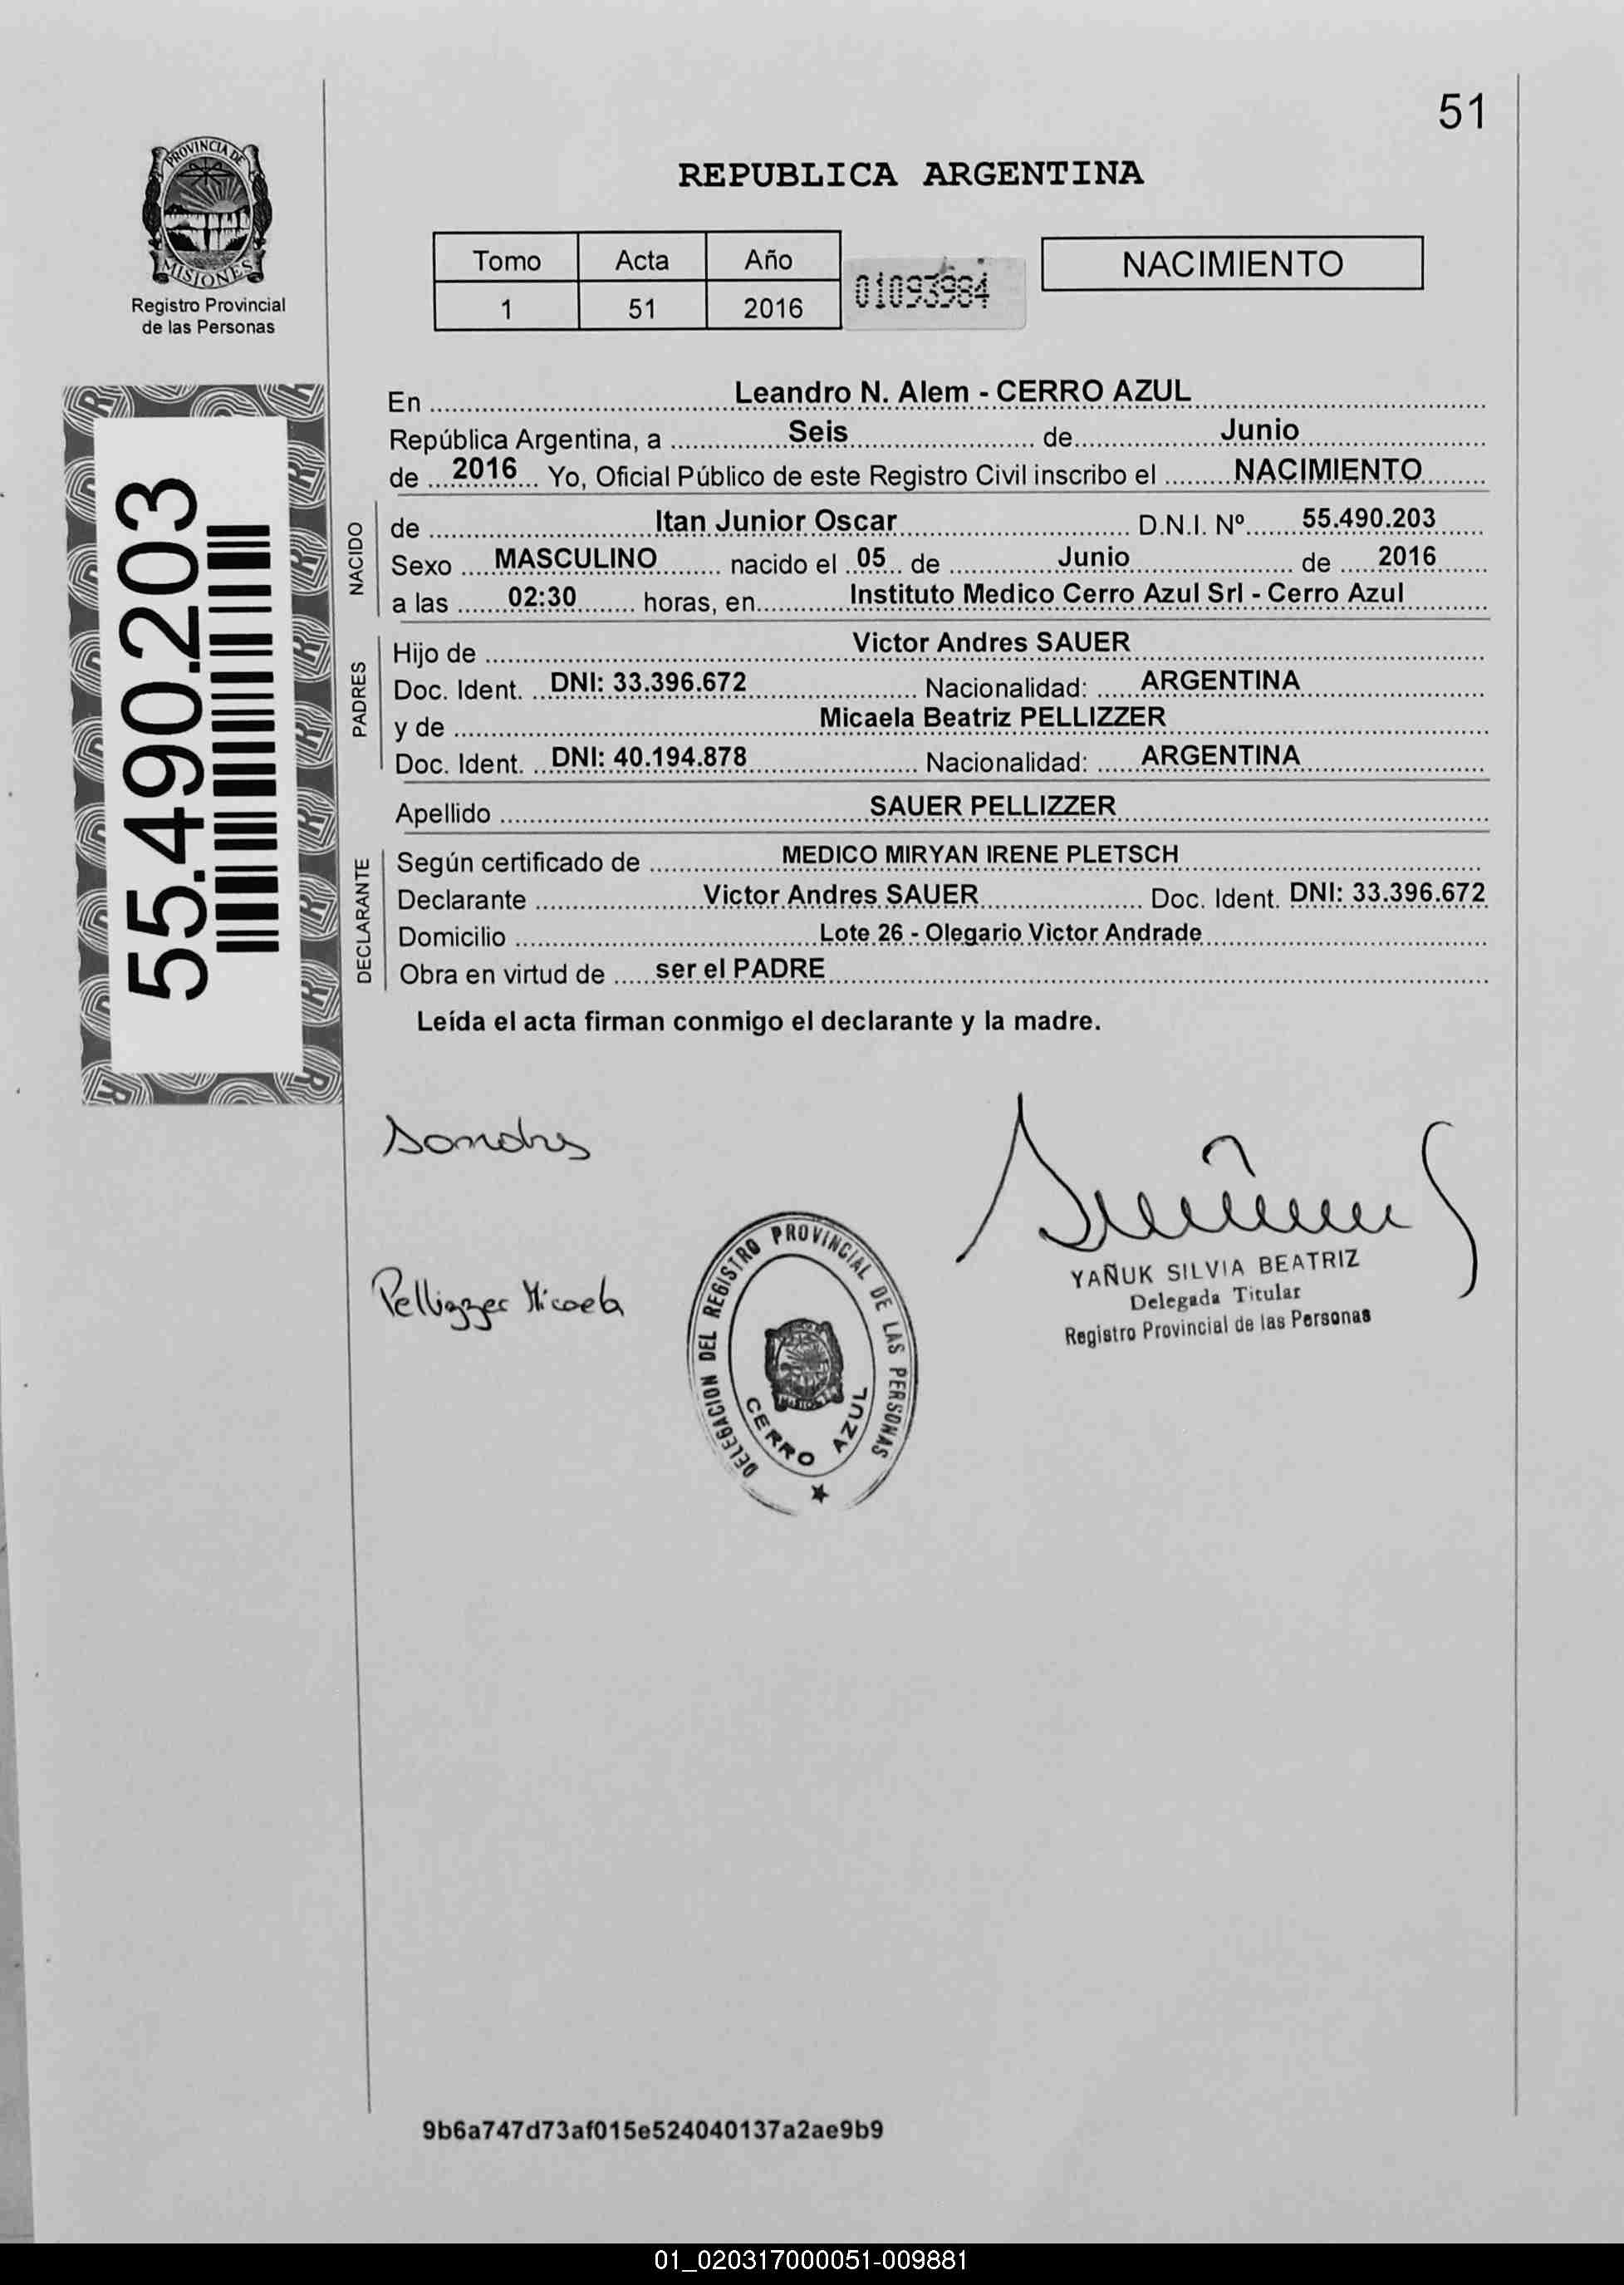 51
PROVINCIA DE
MISIONES
Registro Provincial
de las Personas
REPUBLICA ARGENTINA
Tomo Acta Año
1 51 2016
01093984
NACIMIENTO
55.490.203
En Leandro N. Alem - CERRO AZUL
República Argentina, a Seis de Junio
de 2016 Yo, Oficial Público de este Registro Civil inscribo el NACIMIENTO
NACIDO
de Itan Junior Oscar D.N.I. Nº 55.490.203
Sexo MASCULINO nacido el 05 de Junio de 2016
a las 02:30 horas, en Instituto Medico Cerro Azul Srl - Cerro Azul
PADRES
Hijo de Victor Andres SAUER
Doc. Ident. DNI: 33.396.672 Nacionalidad: ARGENTINA
y de Micaela Beatriz PELLIZZER
Doc. Ident. DNI: 40.194.878 Nacionalidad: ARGENTINA
Apellido SAUER PELLIZZER
DECLARANTE
Según certificado de MEDICO MIRYAN IRENE PLETSCH
Declarante Victor Andres SAUER Doc. Ident. DNI: 33.396.672
Domicilio Lote 26 - Olegario Victor Andrade
Obra en virtud de ser el PADRE
Leída el acta firman conmigo el declarante y la madre.
Pellizzer Micaela
DELEGACION DEL REGISTRO PROVINCIAL DE LAS PERSONAS
CERRO AZUL
YAÑUK SILVIA BEATRIZ
Delegada Titular
Registro Provincial de las Personas
9b6a747d73af015e524040137a2ae9b9
01_020317000051-009881